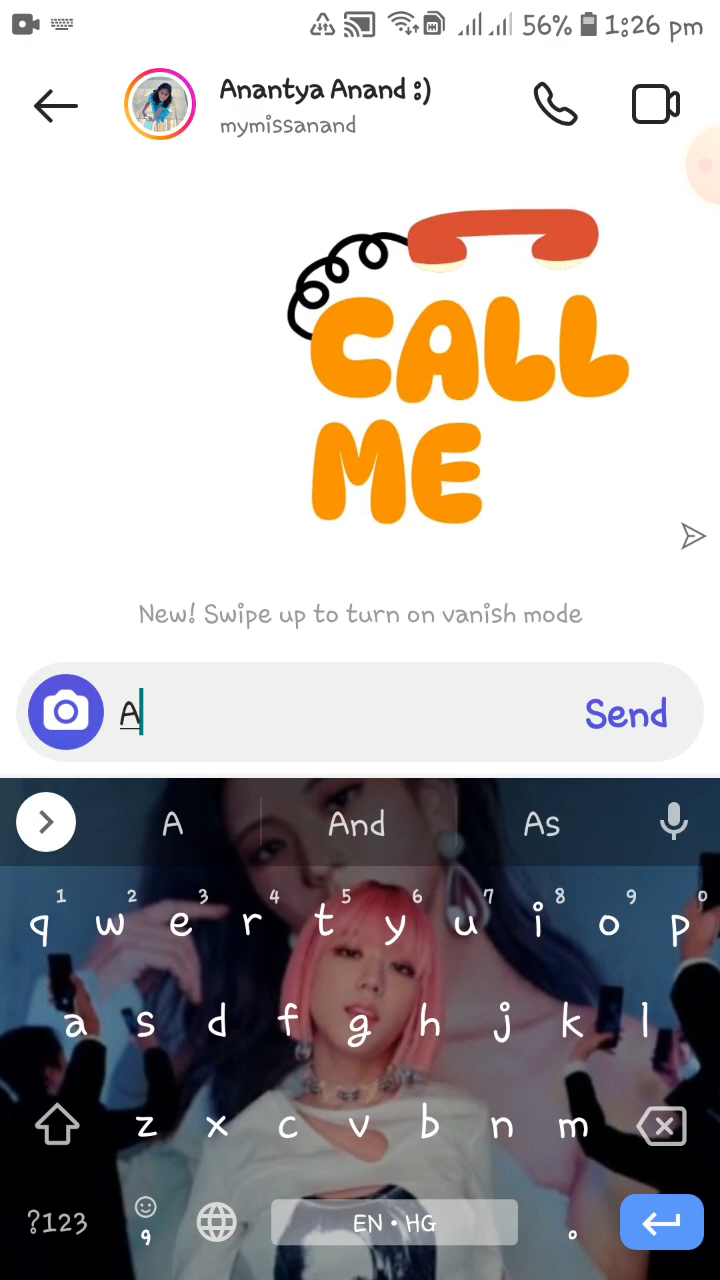 56% 1:26 pm
Anantya Anand :)
mymissanand
CALL
ME
New! Swipe up to turn on vanish mode
A Send
A And As
1 2 3 4 5 6 7 8 9 0
q w e r t y u i o p
a s d f g h j k l
z x c v b n m
?123 , EN • HG .